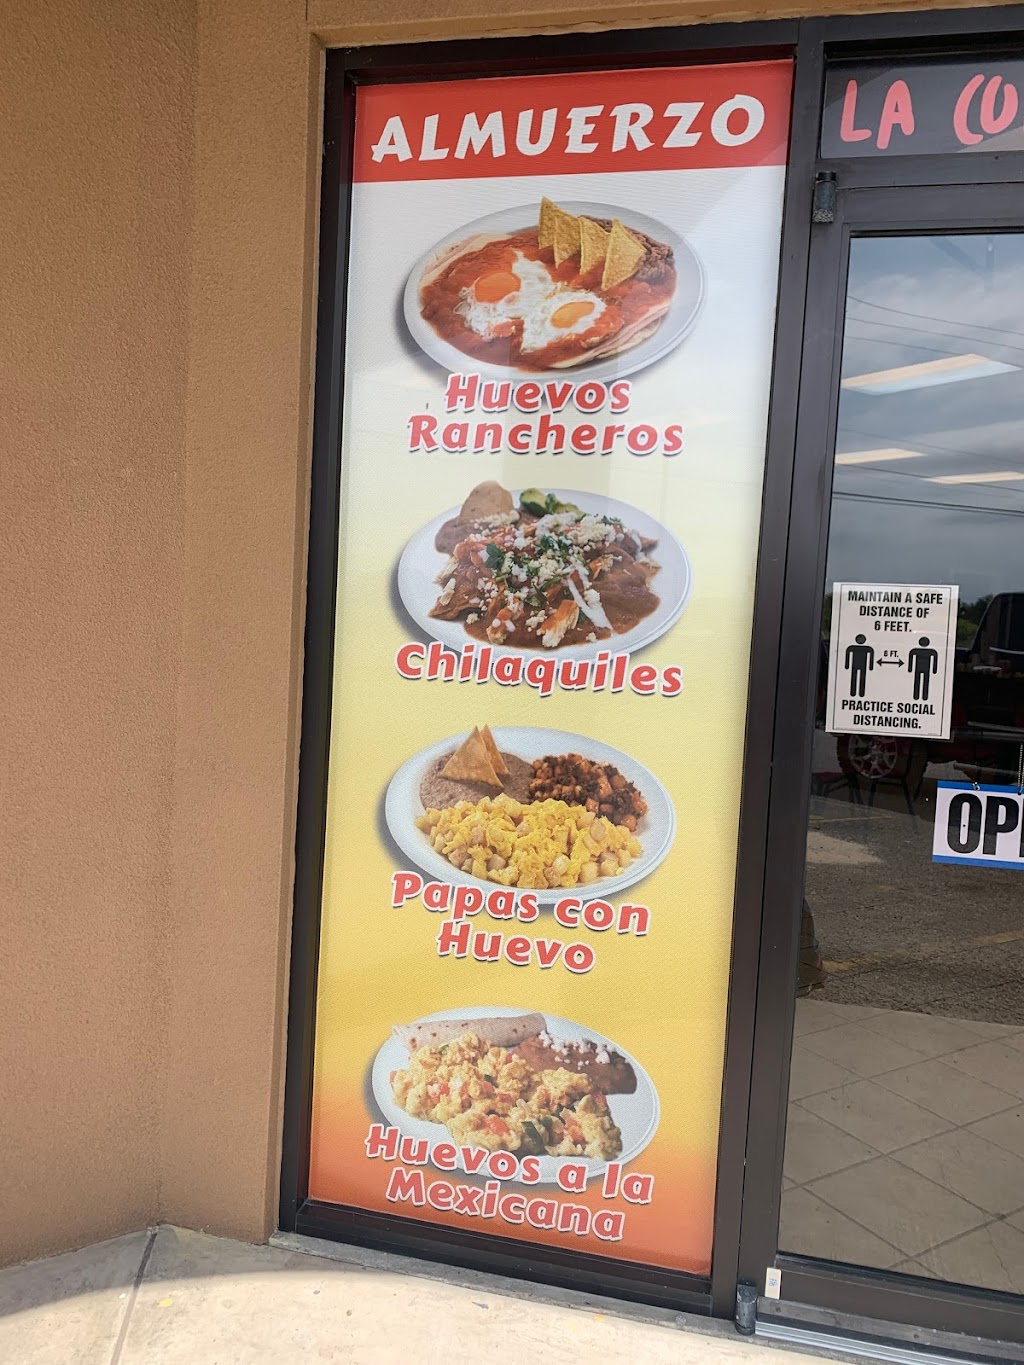 ALMUERZO
LA CO
Huevos
Rancheros
Chilaquiles
MAINTAIN A SAFE
DISTANCE OF
6 FEET.
6 FT.
PRACTICE SOCIAL
DISTANCING.
Papas con
Huevo
Huevos a la
Mexicana